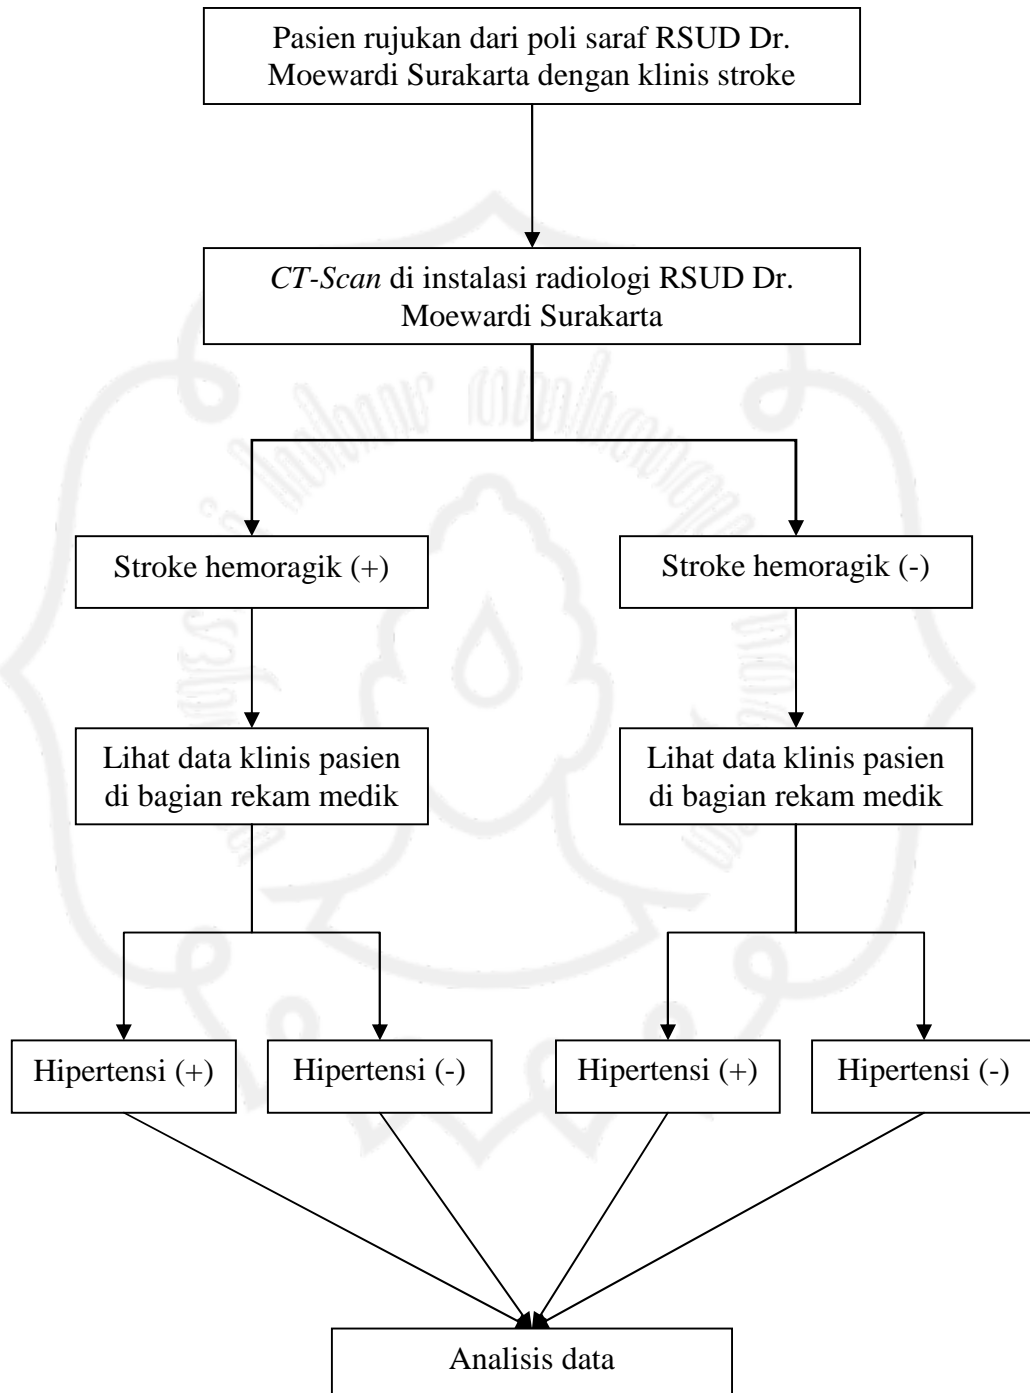 Pasien rujukan dari poli saraf RSUD Dr.
Moewardi Surakarta dengan klinis stroke
CT-Scan di instalasi radiologi RSUD Dr.
Moewardi Surakarta
Stroke hemoragik (+)
Stroke hemoragik (-)
Lihat data klinis pasien
di bagian rekam medik
Lihat data klinis pasien
di bagian rekam medik
Hipertensi (+)
Hipertensi (-)
Hipertensi (+)
Hipertensi (-)
Analisis data